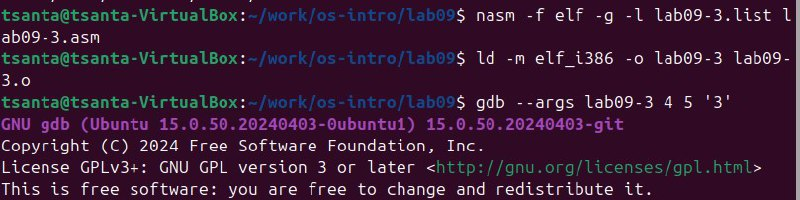 tsanta@tsanta-VirtualBox:~/work/os-intro/lab09$ nasm -f elf -g -l lab09-3.list l
ab09-3.asm
tsanta@tsanta-VirtualBox:~/work/os-intro/lab09$ ld -m elf_i386 -o lab09-3 lab09-
3.o
tsanta@tsanta-VirtualBox:~/work/os-intro/lab09$ gdb --args lab09-3 4 5 '3'
GNU gdb (Ubuntu 15.0.50.20240403-0ubuntu1) 15.0.50.20240403-git
Copyright (C) 2024 Free Software Foundation, Inc.
License GPLv3+: GNU GPL version 3 or later <http://gnu.org/licenses/gpl.html>
This is free software: you are free to change and redistribute it.